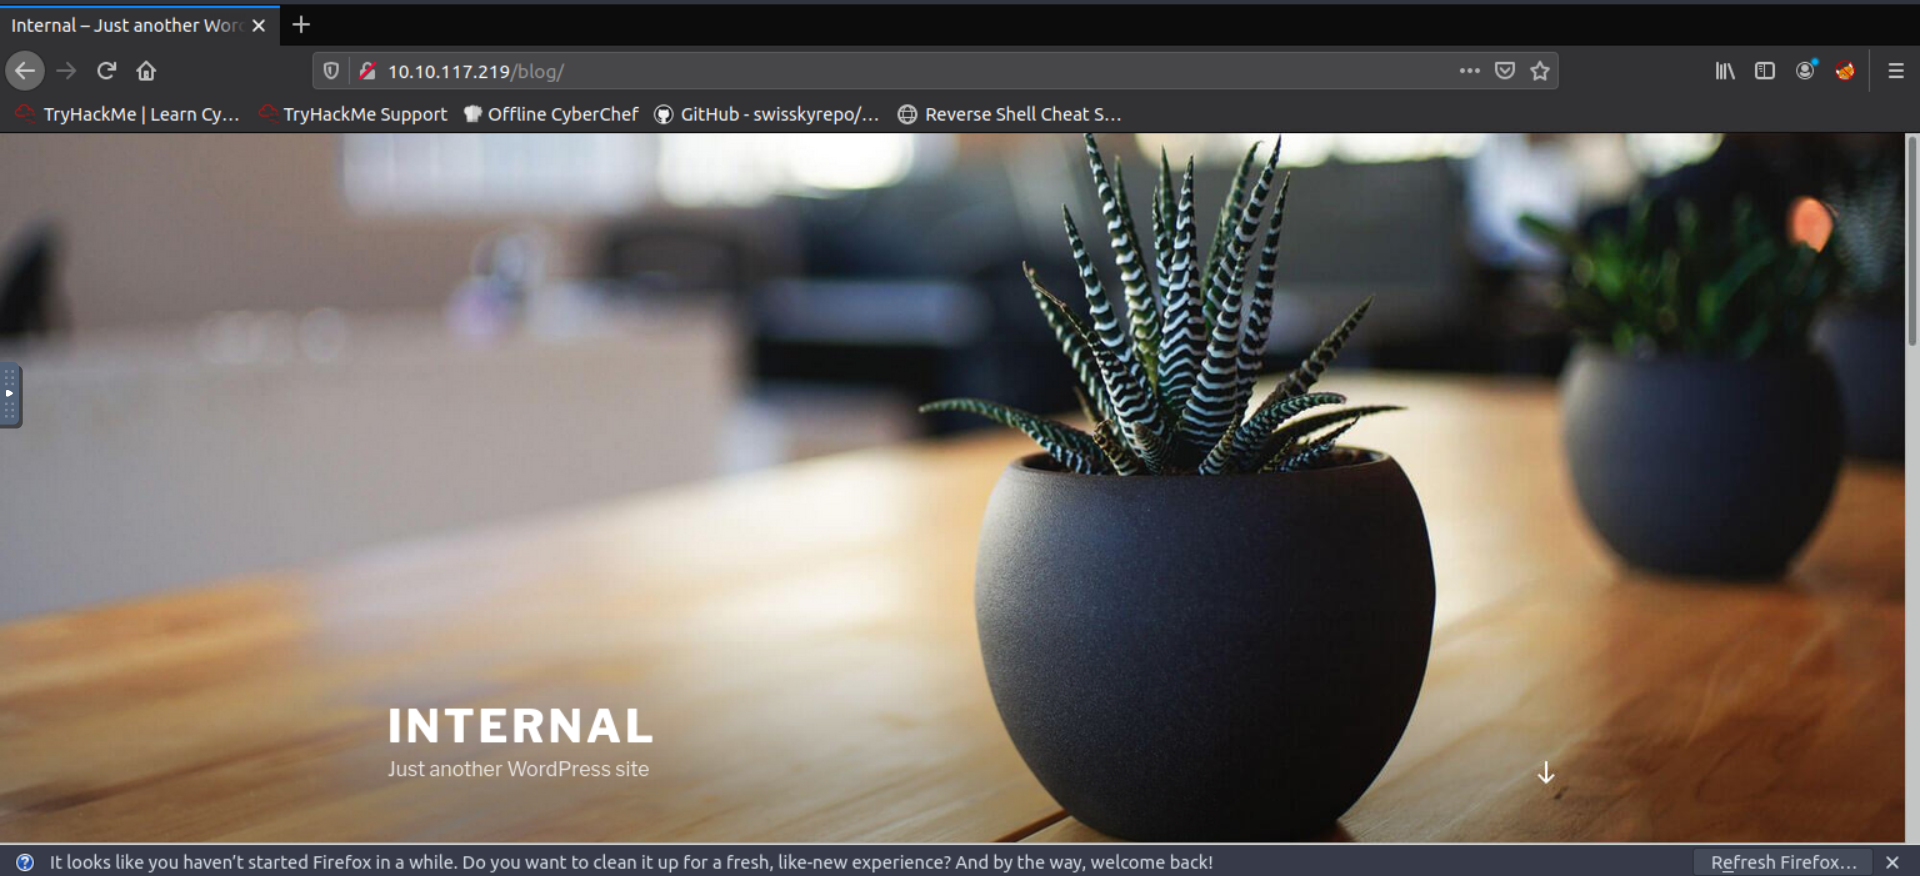 Internal – Just another Wor
10.10.117.219/blog/
TryHackMe | Learn Cy… TryHackMe Support Offline CyberChef GitHub - swisskyrepo/… Reverse Shell Cheat S…
INTERNAL
Just another WordPress site
It looks like you haven’t started Firefox in a while. Do you want to clean it up for a fresh, like-new experience? And by the way, welcome back! Refresh Firefox…